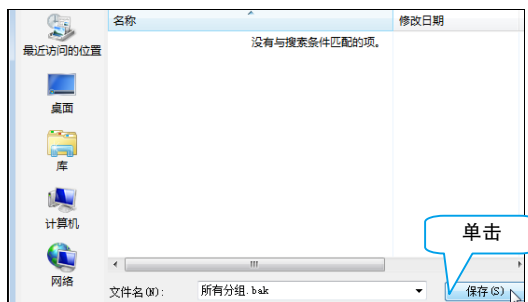 名称 修改日期
没有与搜索条件匹配的项。
最近访问的位置
桌面
库
计算机
网络
单击
文件名(N): 所有分组.bak 保存(S)